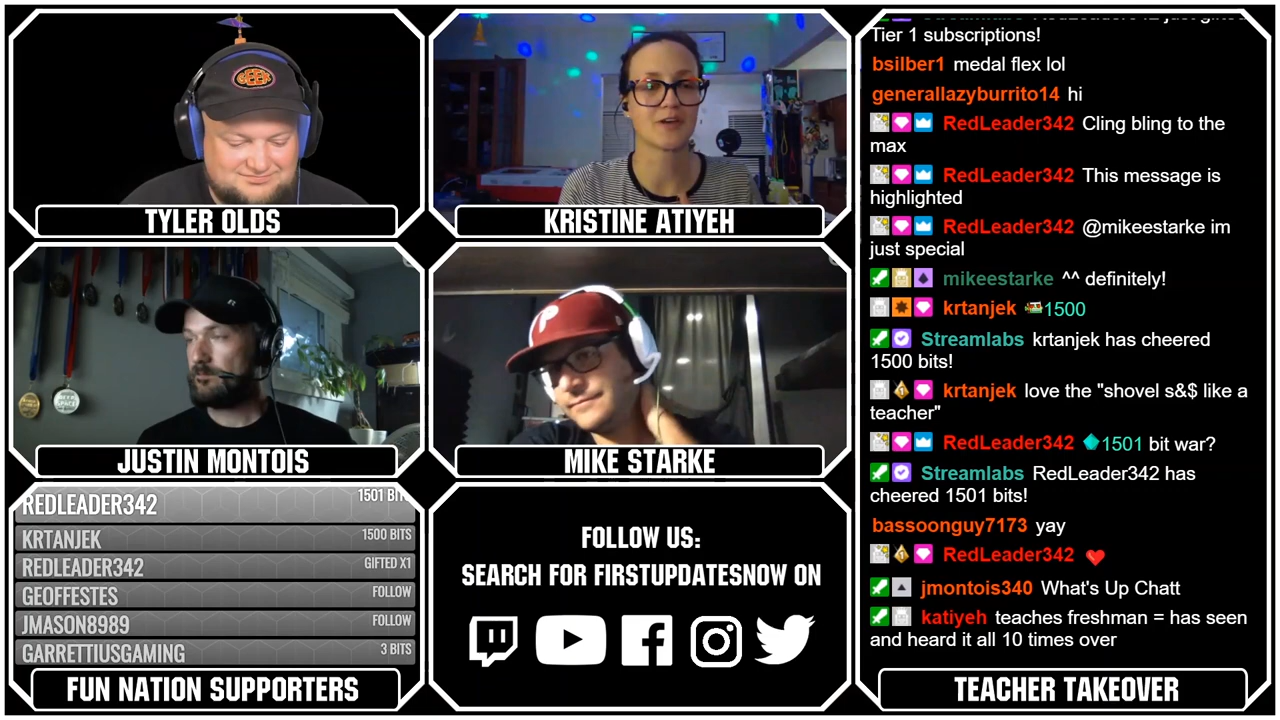 GEEK
TYLER OLDS
KRISTINE ATIYEH
JUSTIN MONTOIS
P
MIKE STARKE
REDLEADER342 1501 BITS
KRTANJEK 1500 BITS
REDLEADER342 GIFTED X1
GEOFFESTES FOLLOW
JMASON8989 FOLLOW
GARRETTIUSGAMING 3 BITS
FUN NATION SUPPORTERS
FOLLOW US:
SEARCH FOR FIRSTUPDATESNOW ON
Tier 1 subscriptions!
bsilber1 medal flex lol
generallazyburrito14 hi
RedLeader342 Cling bling to the
max
RedLeader342 This message is
highlighted
RedLeader342 @mikeestarke im
just special
mikeestarke ^^ definitely!
krtanjek 1500
Streamlabs krtanjek has cheered
1500 bits!
krtanjek love the "shovel s&$ like a
teacher"
RedLeader342 1501 bit war?
Streamlabs RedLeader342 has
cheered 1501 bits!
bassoonguy7173 yay
RedLeader342
jmontois340 What's Up Chatt
katiyeh teaches freshman = has seen
and heard it all 10 times over
TEACHER TAKEOVER